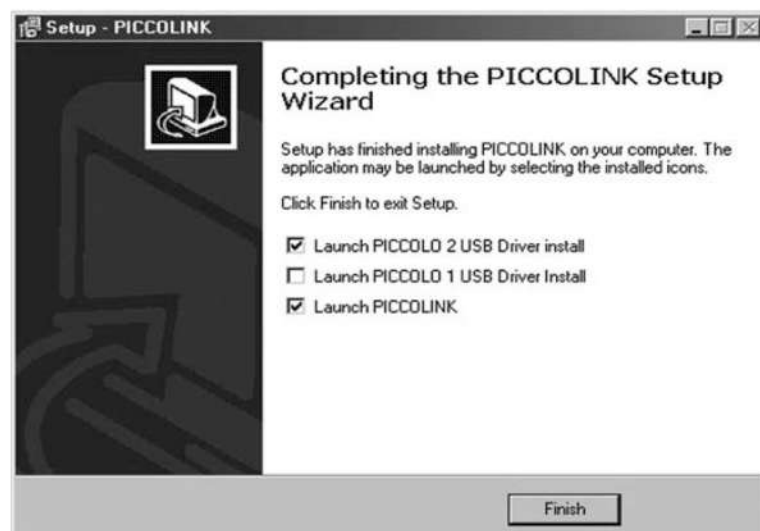 Setup - PICCOLINK
Completing the PICCOLINK Setup
Wizard
Setup has finished installing PICCOLINK on your computer. The
application may be launched by selecting the installed icons.
Click Finish to exit Setup.
Launch PICCOLO 2 USB Driver install
Launch PICCOLO 1 USB Driver Install
Launch PICCOLINK
Finish